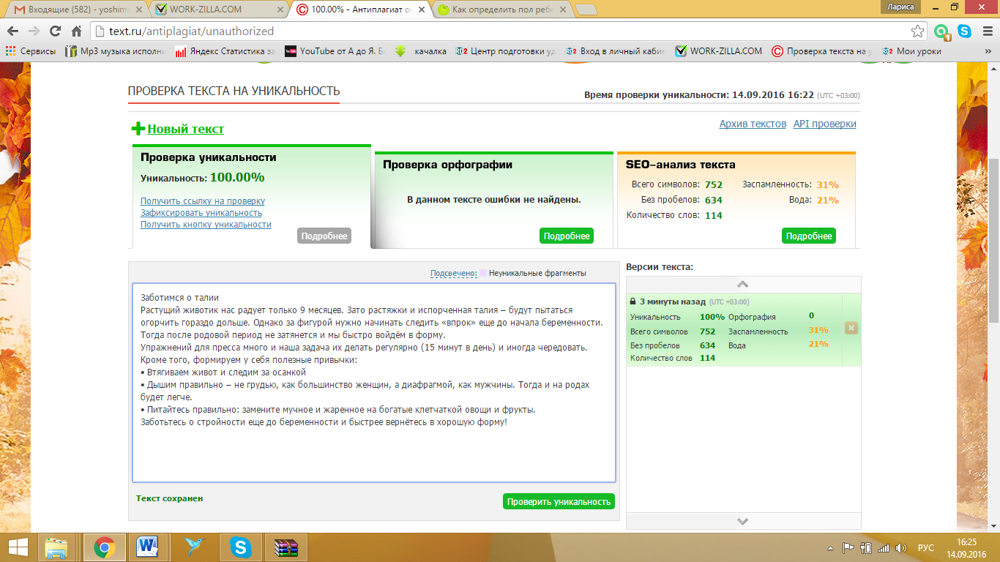 Входящие (582) - yoshim
WORK-ZILLA.COM
100.00% - Антиплагиат о
Как определить пол ребе
Лариса
text.ru/antiplagiat/unauthorized
Сервисы
Mp3 музыка исполни
Яндекс Статистика за
YouTube от А до Я. Б
качалка
Центр подготовки уд
Вход в личный кабин
WORK-ZILLA.COM
Проверка текста на у
Мои уроки
»
ПРОВЕРКА ТЕКСТА НА УНИКАЛЬНОСТЬ
Время проверки уникальности: 14.09.2016 16:22 (UTC +03:00)
Новый текст
Архив текстов API проверки
Проверка уникальности
Уникальность: 100.00%
Получить ссылку на проверку
Зафиксировать уникальность
Получить кнопку уникальности
Подробнее
Проверка орфографии
В данном тексте ошибки не найдены.
Подробнее
SEO-анализ текста
Всего символов: 752 Заспамленность: 31%
Без пробелов: 634 Вода: 21%
Количество слов: 114
Подробнее
Подсвечено: Неуникальные фрагменты
Заботимся о талии
Растущий животик нас радует только 9 месяцев. Зато растяжки и испорченная талия – будут пытаться
огорчить гораздо дольше. Однако за фигурой нужно начинать следить «впрок» еще до начала беременности.
Тогда после родовой период не затянется и мы быстро войдём в форму.
Упражнений для пресса много и наша задача их делать регулярно (15 минут в день) и иногда чередовать.
Кроме того, формируем у себя полезные привычки:
• Втягиваем живот и следим за осанкой
• Дышим правильно – не грудью, как большинство женщин, а диафрагмой, как мужчины. Тогда и на родах
будет легче.
• Питайтесь правильно: замените мучное и жаренное на богатые клетчаткой овощи и фрукты.
Заботьтесь о стройности еще до беременности и быстрее вернётесь в хорошую форму!
Текст сохранен
Проверить уникальность
Версии текста:
3 минуты назад (UTC +03:00)
Уникальность 100% Орфография 0
Всего символов 752 Заспамленность 31%
Без пробелов 634 Вода 21%
Количество слов 114
РУС
16:25
14.09.2016